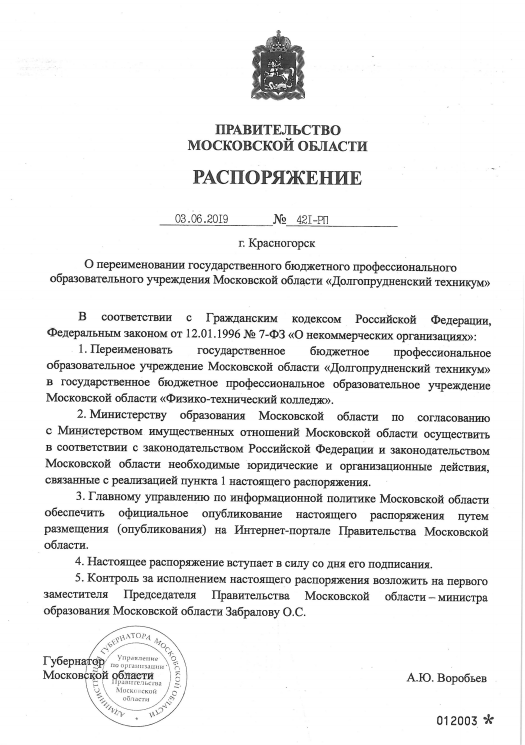 ПРАВИТЕЛЬСТВО
МОСКОВСКОЙ ОБЛАСТИ
РАСПОРЯЖЕНИЕ
03.06.2019 № 421-РП
г. Красногорск
О переименовании государственного бюджетного профессионального
образовательного учреждения Московской области «Долгопрудненский техникум»
В соответствии с Гражданским кодексом Российской Федерации,
Федеральным законом от 12.01.1996 № 7-ФЗ «О некоммерческих организациях»:
1. Переименовать государственное бюджетное профессиональное
образовательное учреждение Московской области «Долгопрудненский техникум»
в государственное бюджетное профессиональное образовательное учреждение
Московской области «Физико-технический колледж».
2. Министерству образования Московской области по согласованию
с Министерством имущественных отношений Московской области осуществить
в соответствии с законодательством Российской Федерации и законодательством
Московской области необходимые юридические и организационные действия,
связанные с реализацией пункта 1 настоящего распоряжения.
3. Главному управлению по информационной политике Московской области
обеспечить официальное опубликование настоящего распоряжения путем
размещения (опубликования) на Интернет-портале Правительства Московской
области.
4. Настоящее распоряжение вступает в силу со дня его подписания.
5. Контроль за исполнением настоящего распоряжения возложить на первого
заместителя Председателя Правительства Московской области – министра
образования Московской области Забралову О.С.
Губернатор
Московской области
А.Ю. Воробьев
АДМИНИСТРАЦИЯ ГУБЕРНАТОРА МОСКОВСКОЙ ОБЛАСТИ
Управление
по организации
Правительства
Московской
области
012003 *